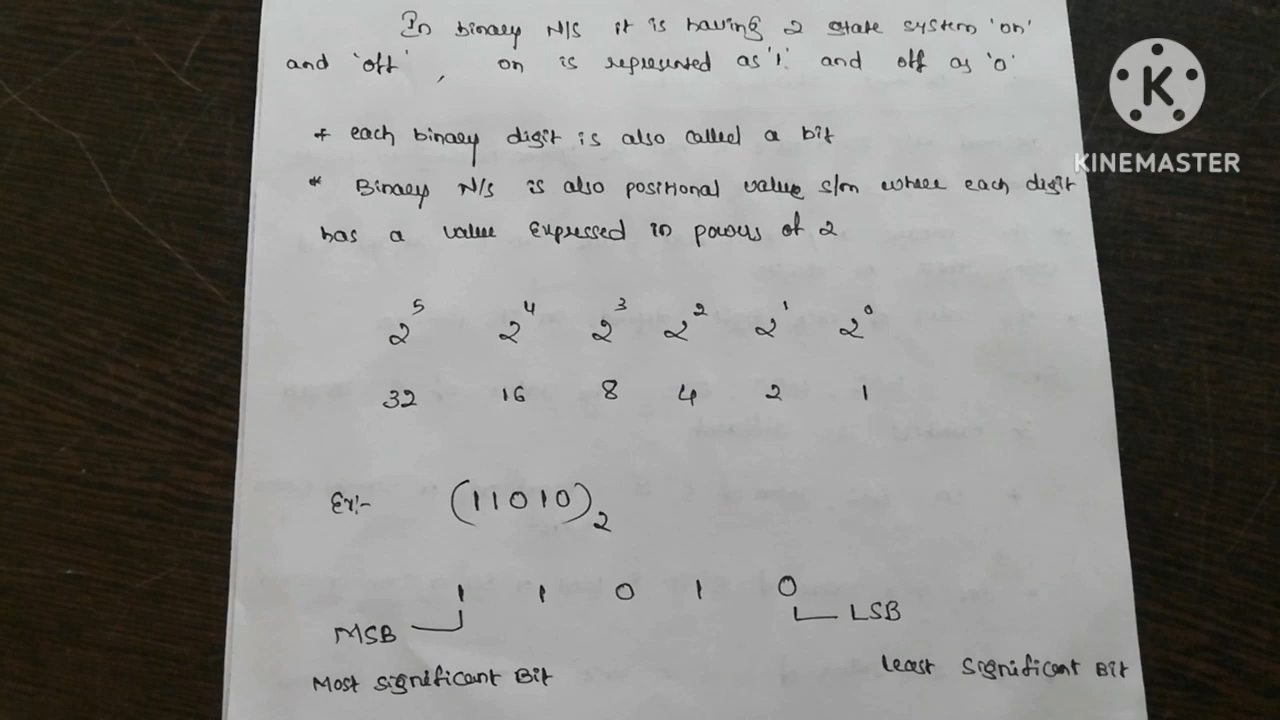 In binary N/S it is having 2 state system 'on'
and 'off', on is represented as '1' and off as '0'
K
KINEMASTER
* each binary digit is also called a bit
* Binary N/S is also positional value s/m where each digit
has a value Expressed in powers of 2
2^5 2^4 2^3 2^2 2^1 2^0
32 16 8 4 2 1
Ex:- (11010)_2
1 1 0 1 0
MSB LSB
Most significant Bit Least significant Bit